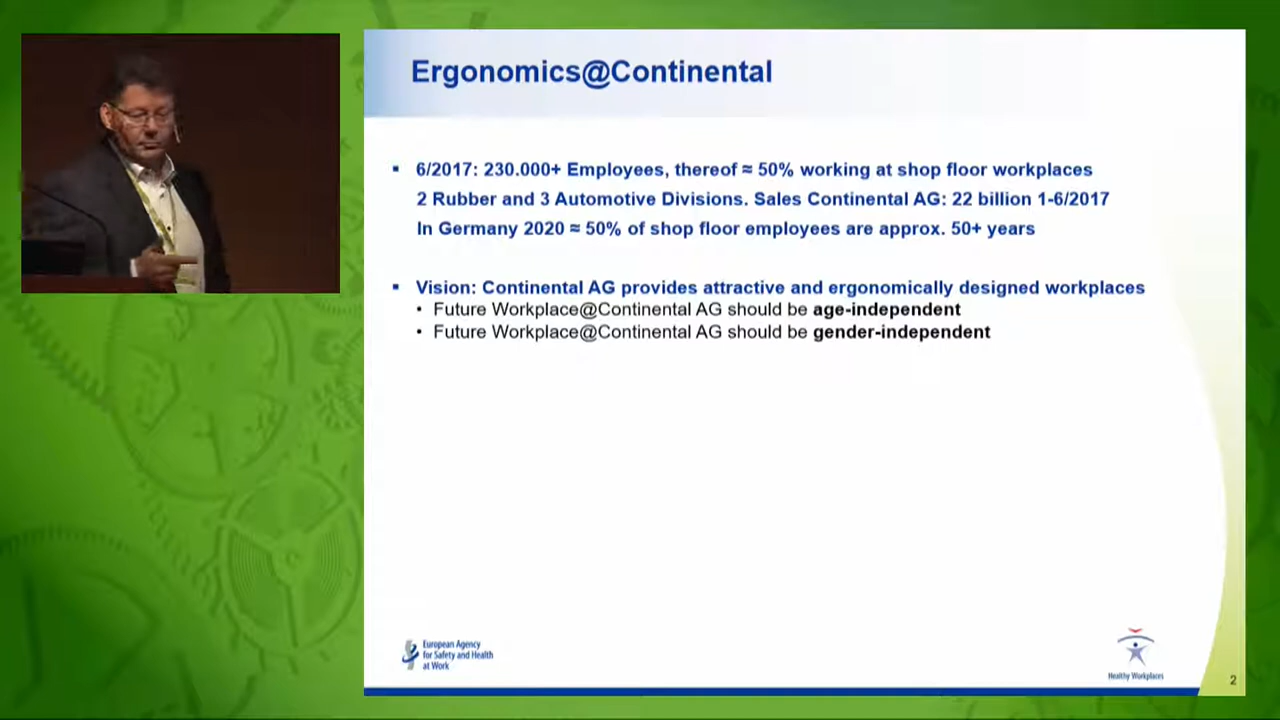 Ergonomics@Continental
▪ 6/2017: 230.000+ Employees, thereof ≈ 50% working at shop floor workplaces
2 Rubber and 3 Automotive Divisions. Sales Continental AG: 22 billion 1-6/2017
In Germany 2020 ≈ 50% of shop floor employees are approx. 50+ years
▪ Vision: Continental AG provides attractive and ergonomically designed workplaces
• Future Workplace@Continental AG should be age-independent
• Future Workplace@Continental AG should be gender-independent
European Agency
for Safety and Health
at Work
Healthy Workplaces
2